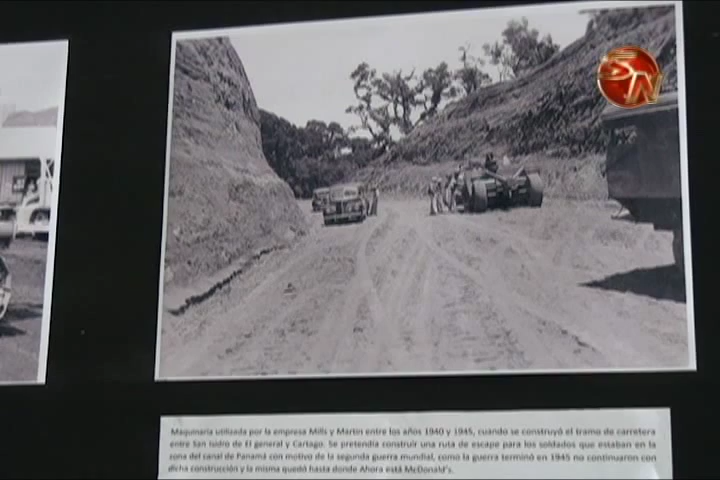 Maquinaria utilizada por la empresa Mills y Martin entre los años 1940 y 1945, cuando se construyó el tramo de carretera
entre San Isidro de El general y Cartago. Se pretendía construir una ruta de escape para los soldados que estaban en la
zona del canal de Panamá con motivo de la segunda guerra mundial, como la guerra terminó en 1945 no continuaron con
dicha construcción y la misma quedó hasta donde Ahora está McDonald's.